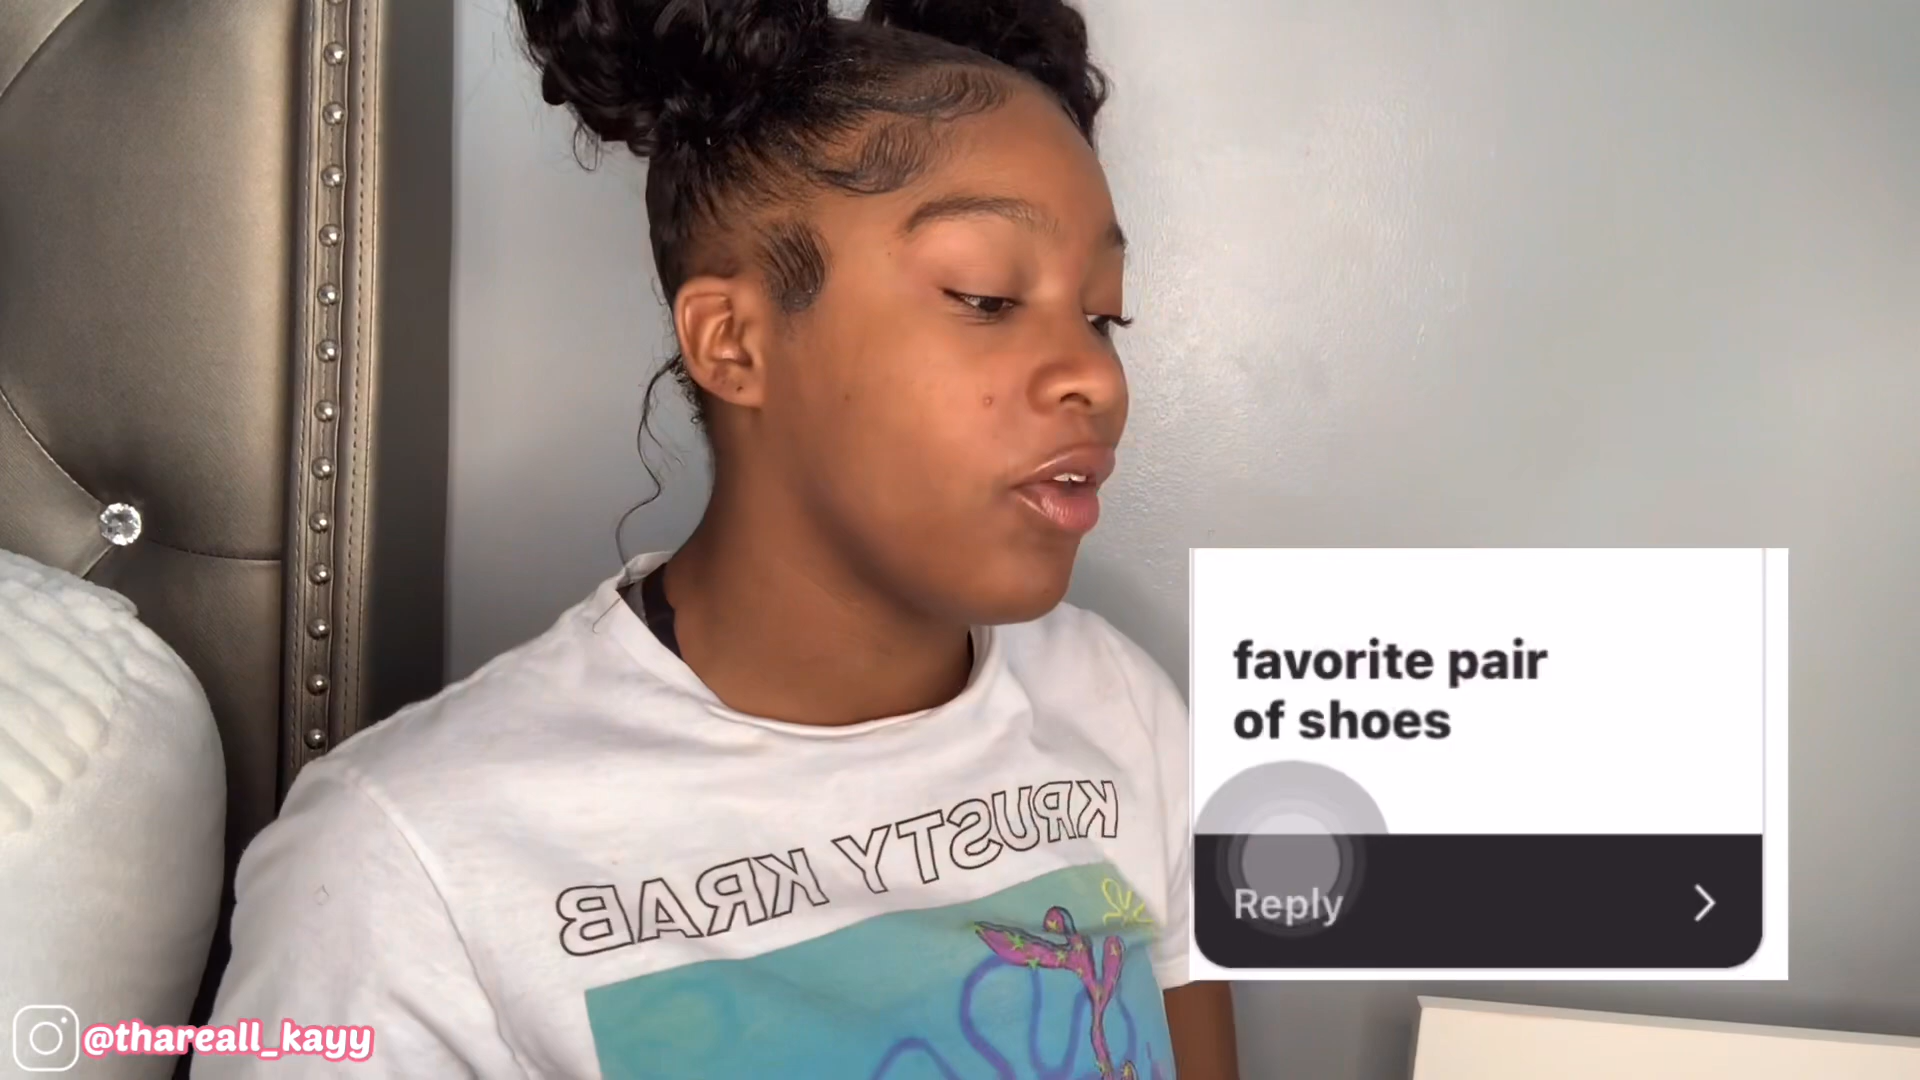 favorite pair
of shoes
Reply
KRUSTY KRAB
@thareall_kayy